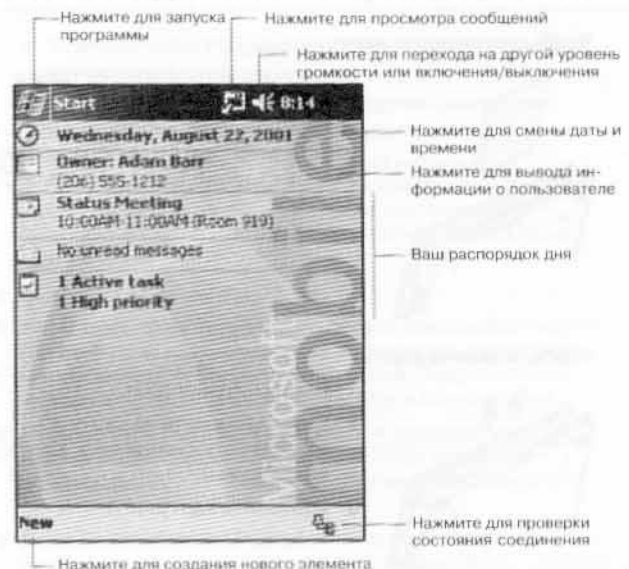 Нажмите для запуска
программы
Нажмите для просмотра сообщений
Нажмите для перехода на другой уровень
громкости или включения/выключения
Start 8:14
Wednesday, August 22, 2001
Нажмите для смены даты и
времени
Owner: Adam Barr
(206) 555-1212
Нажмите для вывода ин-
формации о пользователе
Status Meeting
10:00AM-11:00AM (Room 919)
No unread messages
Ваш распорядок дня
1 Active task
1 High priority
Microsoft
mobile
New
Нажмите для проверки
состояния соединения
Нажмите для создания нового элемента